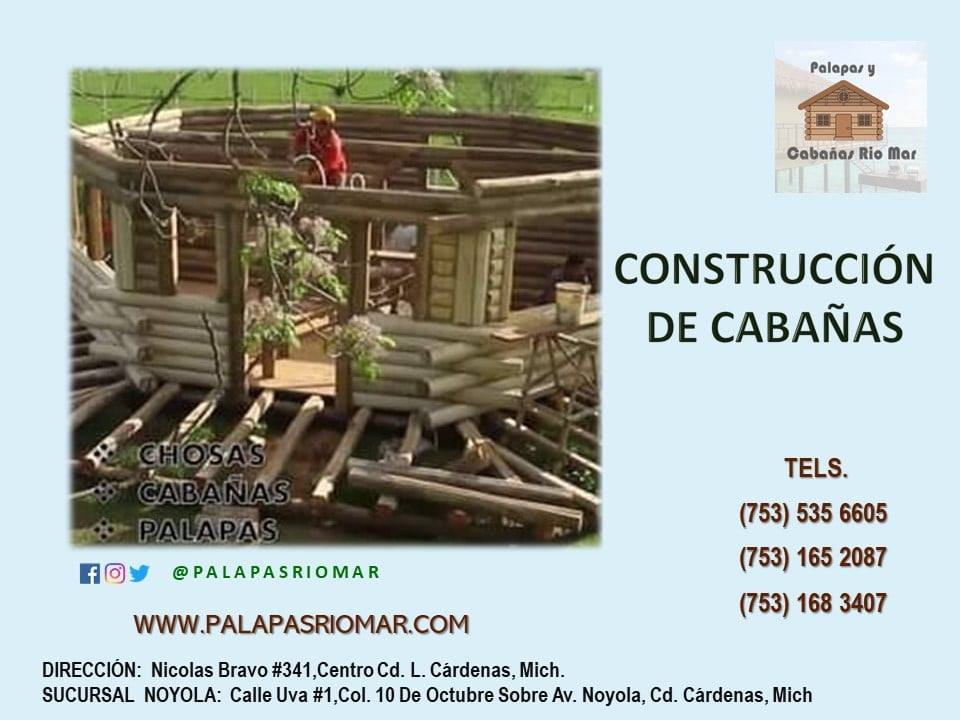 Palapas y
Cabañas Rio Mar
CONSTRUCCIÓN
DE CABAÑAS
CHOSAS
CABAÑAS
PALAPAS
TELS.
(753) 535 6605
(753) 165 2087
(753) 168 3407
@PALAPASRIOMAR
WWW.PALAPASRIOMAR.COM
DIRECCIÓN: Nicolas Bravo #341,Centro Cd. L. Cárdenas, Mich.
SUCURSAL NOYOLA: Calle Uva #1,Col. 10 De Octubre Sobre Av. Noyola, Cd. Cárdenas, Mich